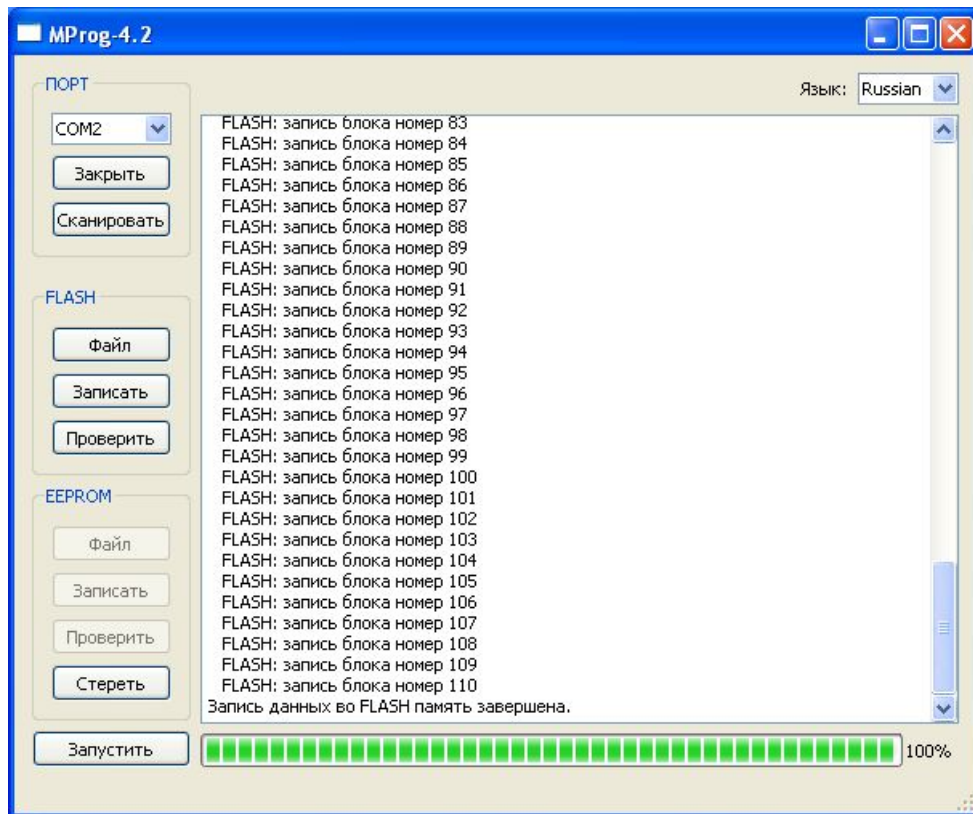 MProg-4.2
ПОРТ
COM2
Закрыть
Сканировать
FLASH
Файл
Записать
Проверить
EEPROM
Файл
Записать
Проверить
Стереть
Запустить
Язык: Russian
FLASH: запись блока номер 83
FLASH: запись блока номер 84
FLASH: запись блока номер 85
FLASH: запись блока номер 86
FLASH: запись блока номер 87
FLASH: запись блока номер 88
FLASH: запись блока номер 89
FLASH: запись блока номер 90
FLASH: запись блока номер 91
FLASH: запись блока номер 92
FLASH: запись блока номер 93
FLASH: запись блока номер 94
FLASH: запись блока номер 95
FLASH: запись блока номер 96
FLASH: запись блока номер 97
FLASH: запись блока номер 98
FLASH: запись блока номер 99
FLASH: запись блока номер 100
FLASH: запись блока номер 101
FLASH: запись блока номер 102
FLASH: запись блока номер 103
FLASH: запись блока номер 104
FLASH: запись блока номер 105
FLASH: запись блока номер 106
FLASH: запись блока номер 107
FLASH: запись блока номер 108
FLASH: запись блока номер 109
FLASH: запись блока номер 110
Запись данных во FLASH память завершена.
100%